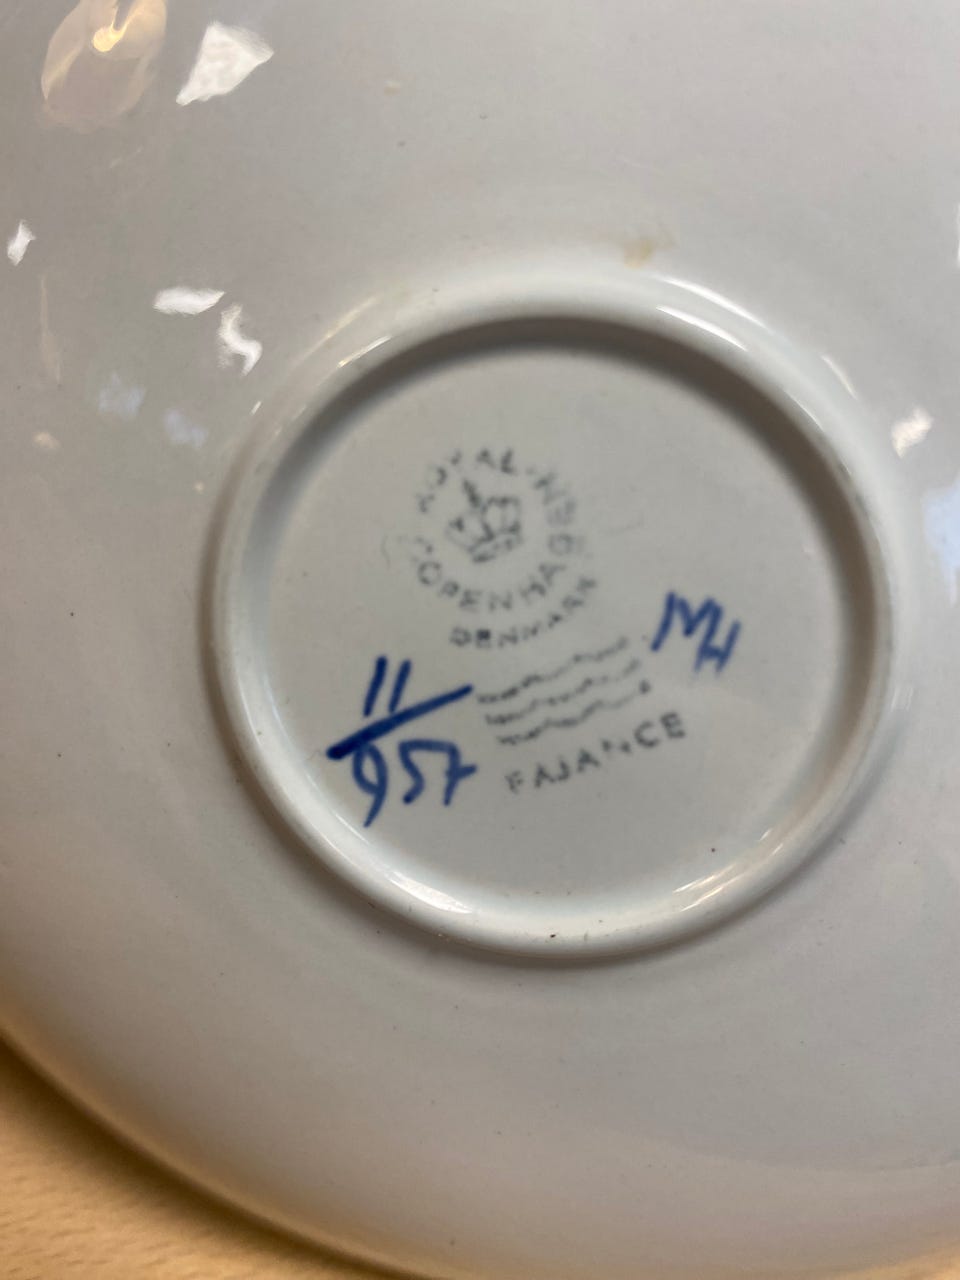 ROYAL
COPENHAGEN
DENMARK
MH
11
957
FAJANCE